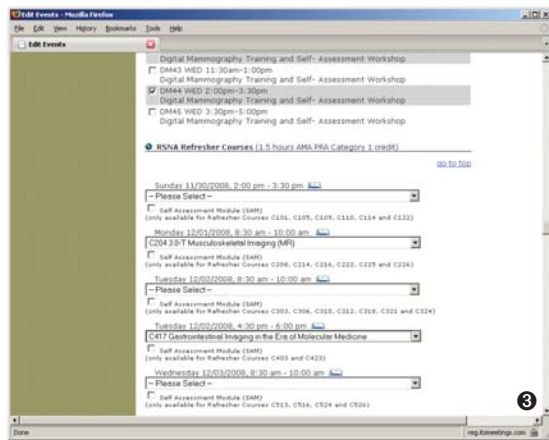 Edit Events - Mozilla Firefox
File Edit View History Bookmarks Tools Help
Edit Events
Digital Mammography Training and Self- Assessment Workshop
DM43 WED 11:30am-1:00pm
Digital Mammography Training and Self- Assessment Workshop
DM44 WED 2:00pm-3:30pm
Digital Mammography Training and Self- Assessment Workshop
DM45 WED 3:30pm-5:00pm
Digital Mammography Training and Self- Assessment Workshop
RSNA Refresher Courses (1.5 hours AMA PRA Category 1 credit)
go to top
Sunday 11/30/2008, 2:00 pm - 3:30 pm
-- Please Select --
Self Assessment Module (SAM)
(only available for Refresher Courses C101, C105, C109, C110, C114 and C122)
Monday 12/01/2008, 8:30 am - 10:00 am
C204 3.0-T Musculoskeletal Imaging (MR)
Self Assessment Module (SAM)
(only available for Refresher Courses C208, C214, C216, C222, C225 and C226)
Tuesday 12/02/2008, 8:30 am - 10:00 am
-- Please Select --
Self Assessment Module (SAM)
(only available for Refresher Courses C303, C306, C310, C312, C318, C321 and C324)
Tuesday 12/02/2008, 4:30 pm - 6:00 pm
C417 Gastrointestinal Imaging in the Era of Molecular Medicine
Self Assessment Module (SAM)
(only available for Refresher Courses C403 and C423)
Wednesday 12/03/2008, 8:30 am - 10:00 am
-- Please Select --
Self Assessment Module (SAM)
(only available for Refresher Courses C513, C516, C524 and C526)
3
Done
reg.itsmeetings.com